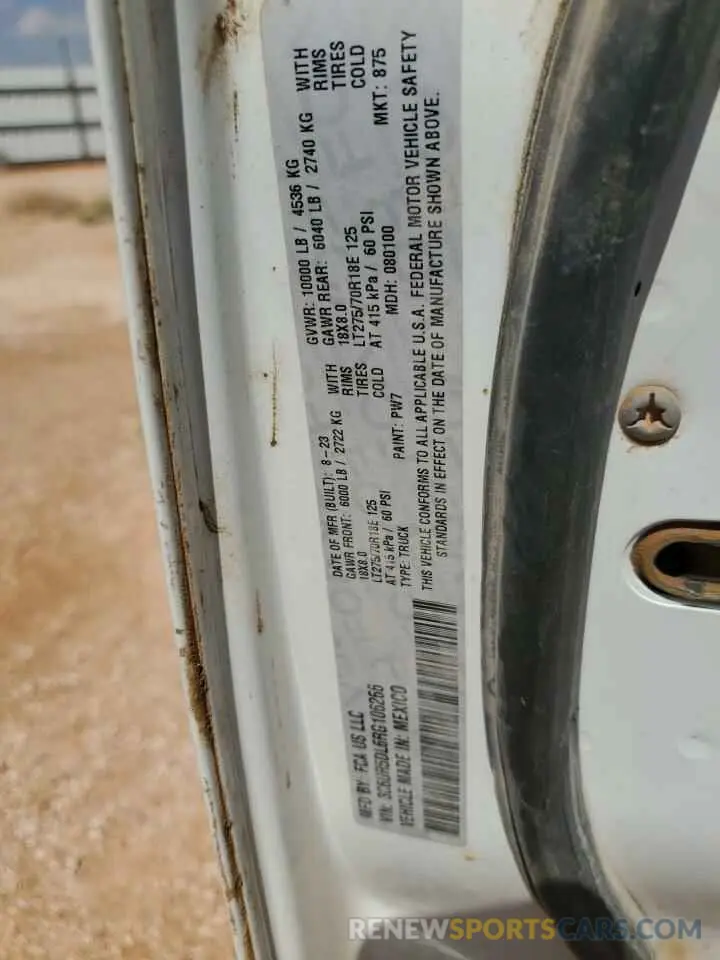 MFD BY: FCA US LLC
DATE OF MFR (BUILT): 8-23
GVWR: 10000 LB / 4536 KG
GAWR FRONT: 6000 LB / 2722 KG
WITH
GAWR REAR: 6040 LB / 2740 KG
WITH
18X8.0
RIMS
18X8.0
RIMS
LT275/70R18E 125
TIRES
LT275/70R18E 125
TIRES
AT 415 kPa / 60 PSI
COLD
AT 415 kPa / 60 PSI
COLD
VIN: 3C6UR5DL6RG106266
TYPE: TRUCK
PAINT: PW7
MDH: 080100
MKT: 875
VEHICLE MADE IN: MEXICO
THIS VEHICLE CONFORMS TO ALL APPLICABLE U.S.A. FEDERAL MOTOR VEHICLE SAFETY
STANDARDS IN EFFECT ON THE DATE OF MANUFACTURE SHOWN ABOVE.
RENEWSPORTSCARS.COM